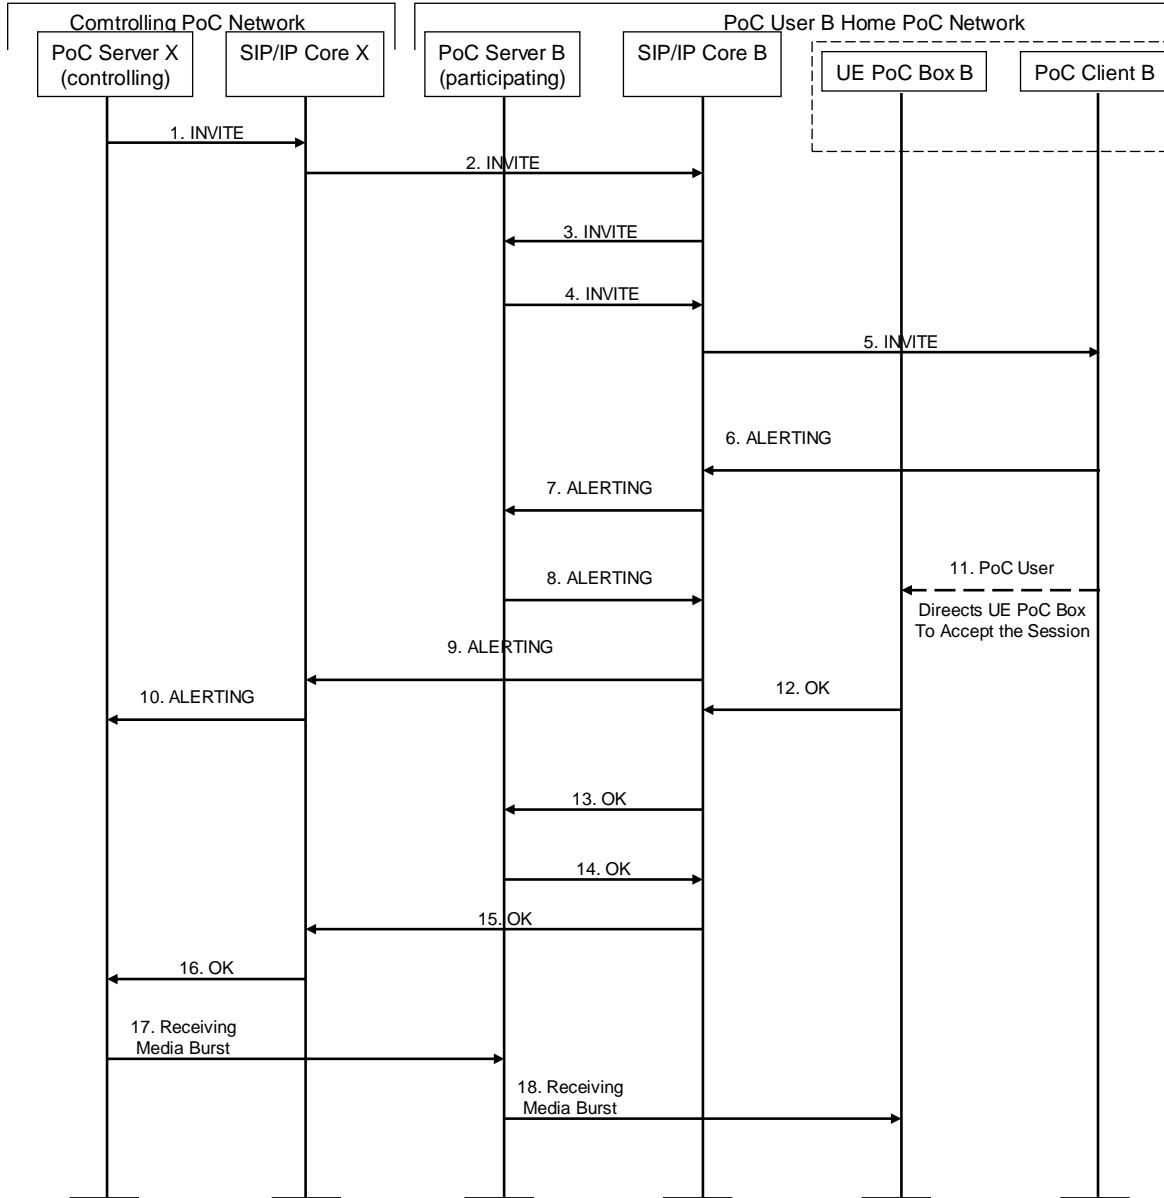 Comtrolling PoC Network
PoC User B Home PoC Network
PoC Server X
(controlling)
SIP/IP Core X
PoC Server B
(participating)
SIP/IP Core B
UE PoC Box B
PoC Client B
1. INVITE
2. INVITE
3. INVITE
4. INVITE
5. INVITE
6. ALERTING
7. ALERTING
11. PoC User
8. ALERTING
Direects UE PoC Box
To Accept the Session
9. ALERTING
12. OK
10. ALERTING
13. OK
14. OK
15. OK
16. OK
17. Receiving
Media Burst
18. Receiving
Media Burst